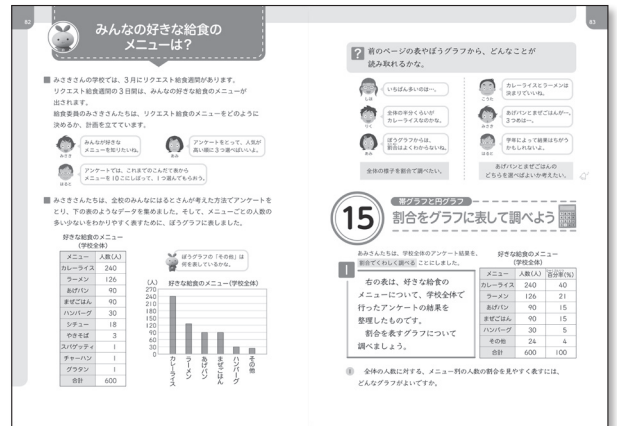 82
みんなの好きな給食の
メニューは?
■ みさきさんの学校では、3月にリクエスト給食週間があります。
リクエスト給食週間の3日間は、みんなの好きな給食のメニューが
出されます。
給食委員のみさきさんたちは、リクエスト給食のメニューをどのように
決めるか、計画を立てています。
みんなが好きな
メニューを知りたいね。
みさき
アンケートをとって、人気が
高い順に3つ選べばいいよ。
あみ
アンケートでは、これまでのこんだて表から
メニューを10こにしぼって、1つ選んでもらおう。
はると
■ みさきさんたちは、全校のみんなにはるとさんが考えた方法でアンケートを
とり、下の表のようなデータを集めました。そして、メニューごとの人数の
多い少ないをわかりやすく表すために、ぼうグラフに表しました。
好きな給食のメニュー
(学校全体)
メニュー 人数(人)
カレーライス 240
ラーメン 126
あげパン 90
まぜごはん 90
ハンバーグ 30
シチュー 18
やきそば 3
スパゲッティ 1
チャーハン 1
グラタン 1
合計 600
ぼうグラフの「その他」は
何を表しているかな。
(人) 好きな給食のメニュー(学校全体)
270
240
210
180
150
120
90
60
30
0
カレーライス
ラーメン
あげパン
まぜごはん
ハンバーグ
その他
83
? 前のページの表やぼうグラフから、どんなことが
読み取れるかな。
いちばん多いのは…。
しほ
全体の半分くらいが
カレーライスなのかな。
りく
ぼうグラフからは、
割合はよくわからないね。
あみ
全体の様子を割合で調べたい。
カレーライスとラーメンは
決まりでいいね。
こうた
あげパンとまぜごはんが…。
3つめは…。
みさき
学年によって結果はちがう
かもしれないよ。
はると
あげパンとまぜごはんの
どちらを選べばよいか考えたい。
15
帯グラフと円グラフ
割合をグラフに表して調べよう
1
あみさんたちは、学校全体のアンケート結果を、
割合でくわしく調べる ことにしました。
右の表は、好きな給食の
メニューについて、学校全体で
行ったアンケートの結果を
整理したものです。
割合を表すグラフについて
調べましょう。
好きな給食のメニュー
(学校全体)
メニュー 人数(人) 百分率(%)
カレーライス 240 40
ラーメン 126 21
あげパン 90 15
まぜごはん 90 15
ハンバーグ 30 5
その他 24 4
合計 600 100
① 全体の人数に対する、メニュー別の人数の割合を見やすく表すには、
どんなグラフがよいですか。